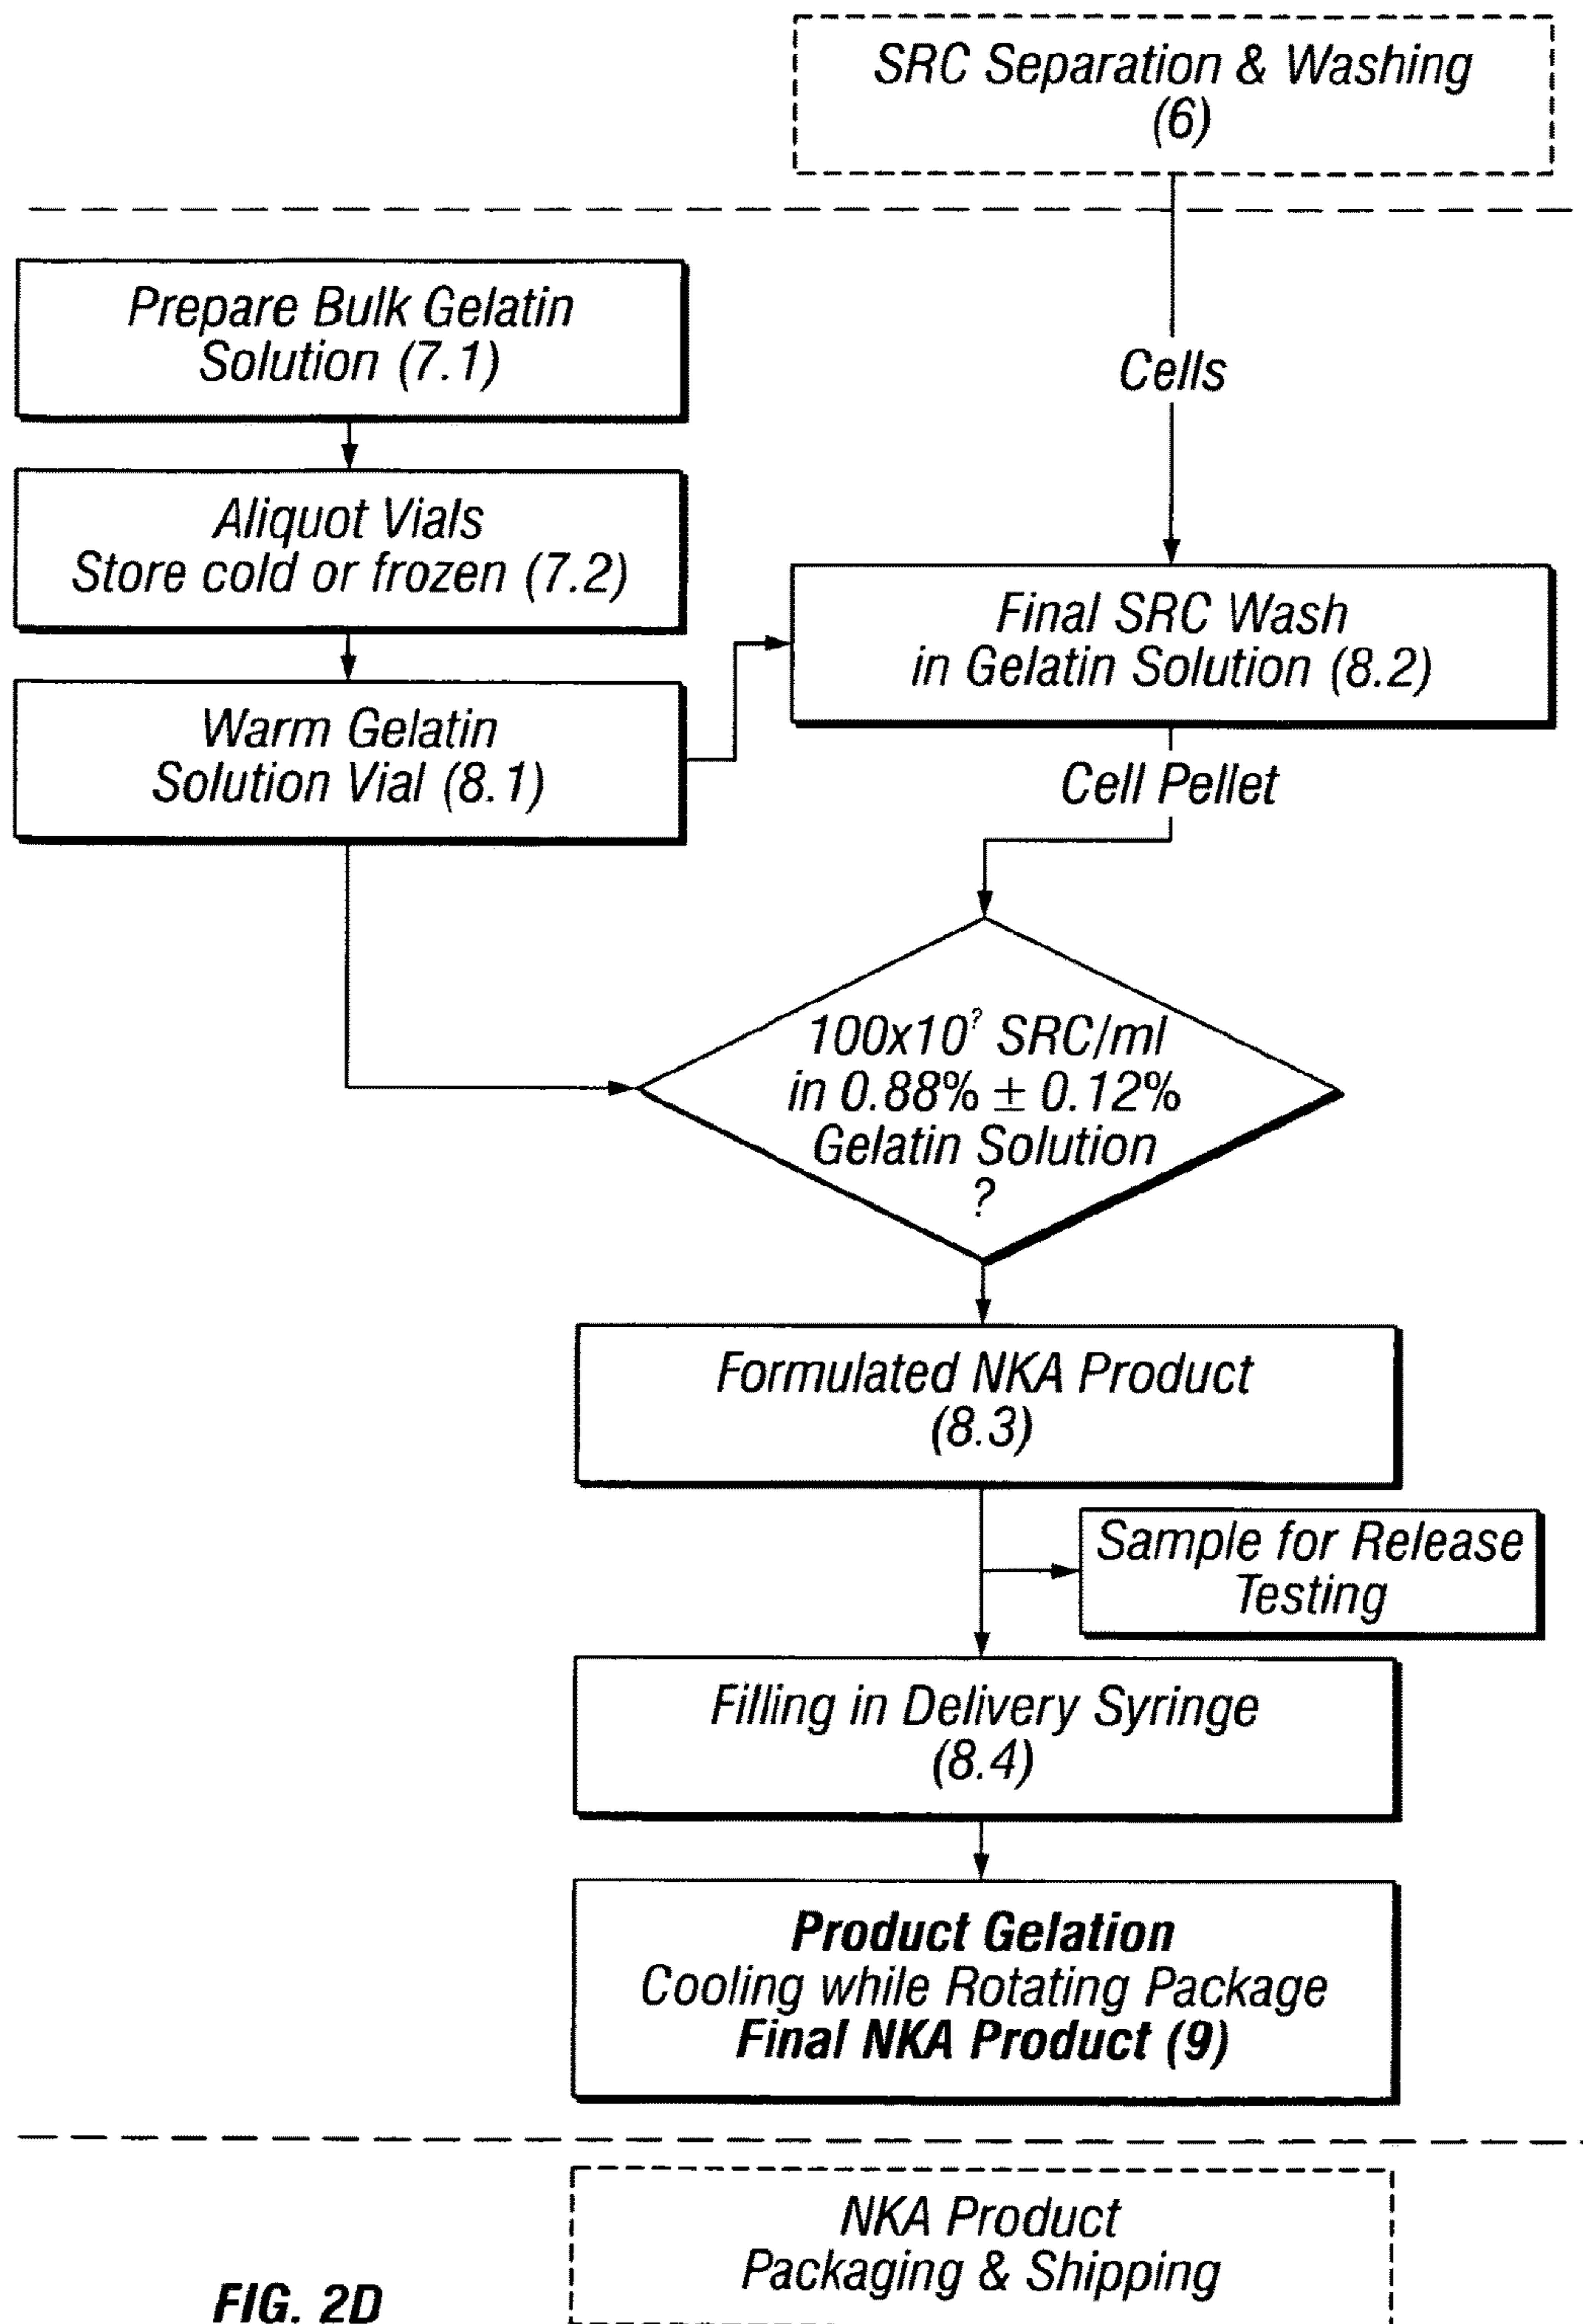 SRC Separation & Washing
(6)
Prepare Bulk Gelatin
Solution (7.1)
Cells
Aliquot Vials
Store cold or frozen (7.2)
Final SRC Wash
in Gelatin Solution (8.2)
Warm Gelatin
Solution Vial (8.1)
Cell Pellet
100x10? SRC/ml
in 0.88% ± 0.12%
Gelatin Solution
?
Formulated NKA Product
(8.3)
Sample for Release
Testing
Filling in Delivery Syringe
(8.4)
Product Gelation
Cooling while Rotating Package
Final NKA Product (9)
NKA Product
Packaging & Shipping
FIG. 2D